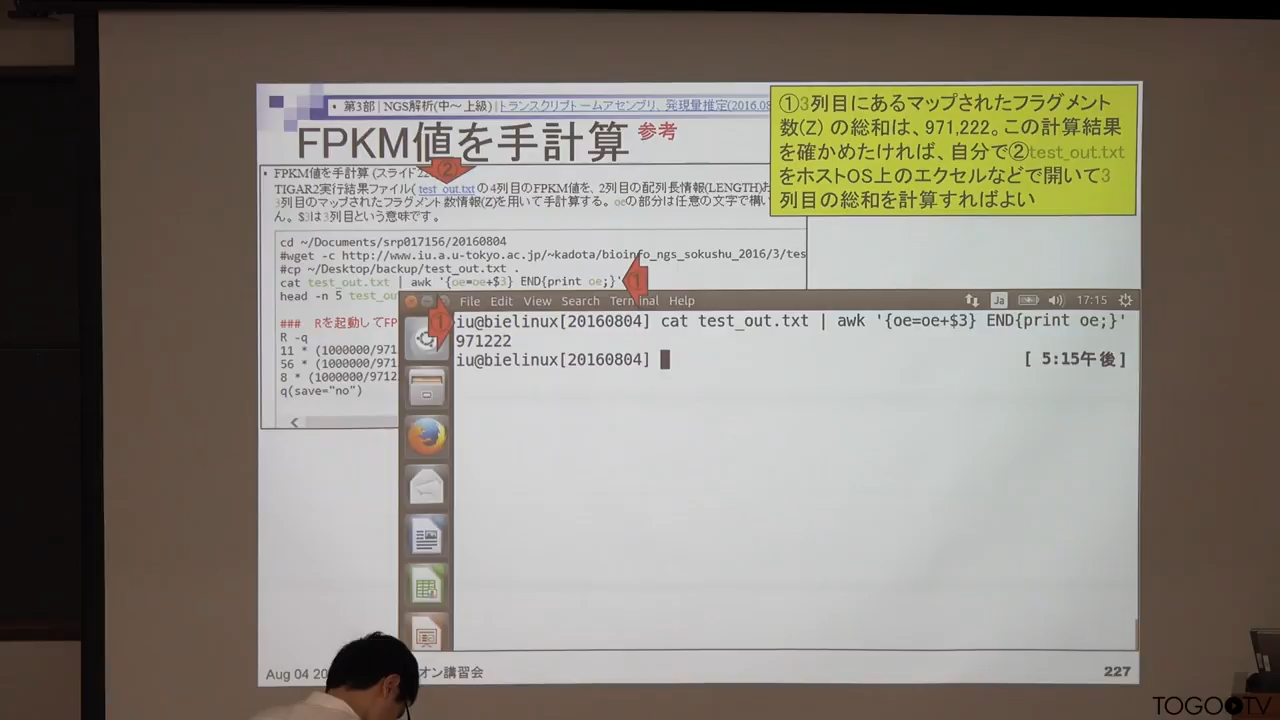 第3部 | NGS解析(中～上級) | トランスクリプトームアセンブリ、発現量推定(2016.08
FPKM値を手計算 参考
①3列目にあるマップされたフラグメント
数(Z) の総和は、971,222。この計算結果
を確かめたければ、自分で②test_out.txt
をホストOS上のエクセルなどで開いて3
列目の総和を計算すればよい
②
FPKM値を手計算 (スライド22
TIGAR2実行結果ファイル( test_out.txtの4列目のFPKM値を、2列目の配列長情報(LENGTH)お
3列目のマップされたフラグメント数情報(Z)を用いて手計算する。oeの部分は任意の文字で構い
ん。$3は3列目という意味です。
cd ~/Documents/srp017156/20160804
#wget -c http://www.iu.a.u-tokyo.ac.jp/~kadota/bioinfo_ngs_sokushu_2016/3/tes
#cp ~/Desktop/backup/test_out.txt .
cat test_out.txt | awk '{oe=oe+$3} END{print oe;}'
①
head -n 5 test_ou
### Rを起動してFP
R -q
11 * (1000000/971
56 * (1000000/971
8 * (1000000/9712
q(save="no")
File Edit View Search Terminal Help
Ja 17:15
①
iu@bielinux[20160804] cat test_out.txt | awk '{oe=oe+$3} END{print oe;}'
971222
iu@bielinux[20160804] [ 5:15午後]
Aug 04 20
オン講習会
227
TOGOTV